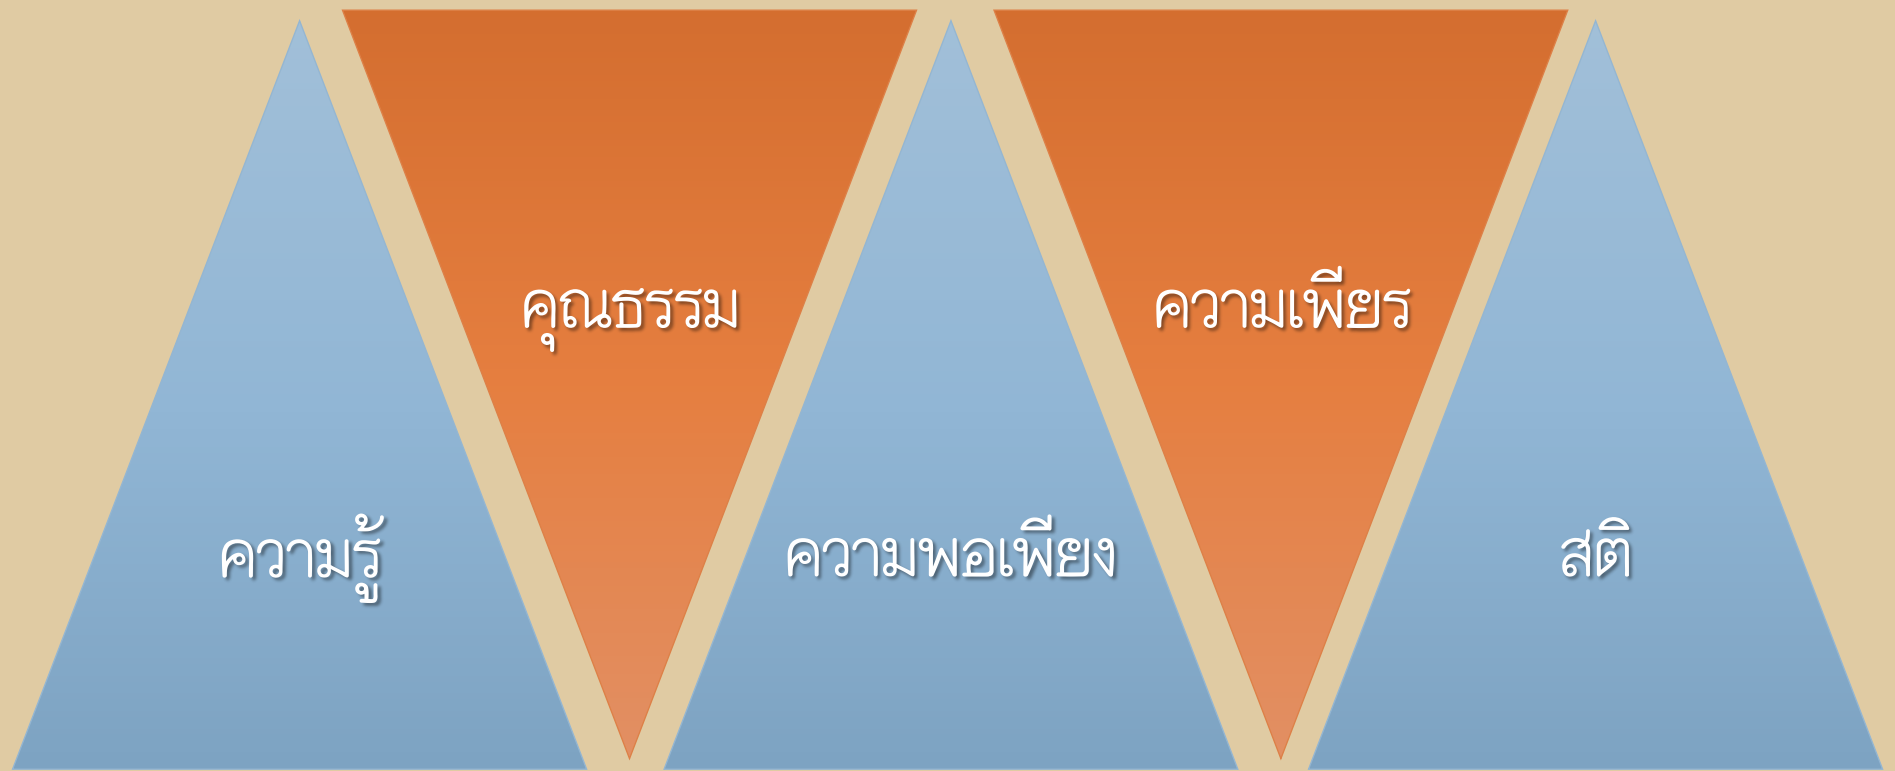 ความรู้
คุณธรรม
ความพอเพียง
ความเพียร
สติ